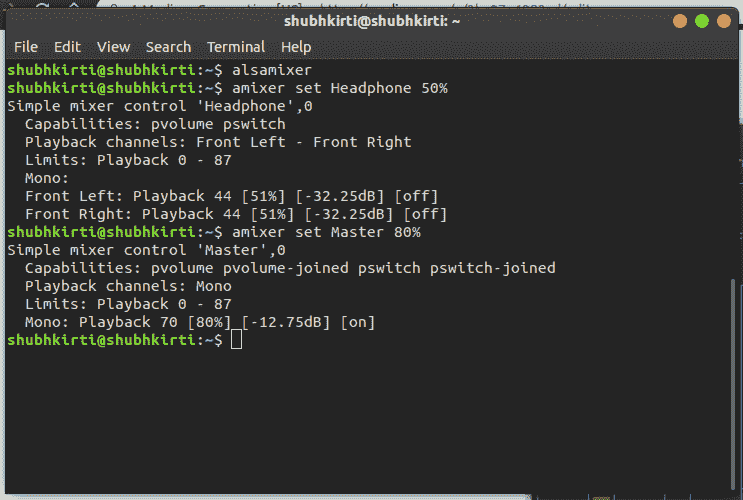 shubhkirti@shubhkirti: ~
File Edit View Search Terminal Help
shubhkirti@shubhkirti:~$ alsamixer
shubhkirti@shubhkirti:~$ amixer set Headphone 50%
Simple mixer control 'Headphone',0
  Capabilities: pvolume pswitch
  Playback channels: Front Left - Front Right
  Limits: Playback 0 - 87
  Mono:
  Front Left: Playback 44 [51%] [-32.25dB] [off]
  Front Right: Playback 44 [51%] [-32.25dB] [off]
shubhkirti@shubhkirti:~$ amixer set Master 80%
Simple mixer control 'Master',0
  Capabilities: pvolume pvolume-joined pswitch pswitch-joined
  Playback channels: Mono
  Limits: Playback 0 - 87
  Mono: Playback 70 [80%] [-12.75dB] [on]
shubhkirti@shubhkirti:~$